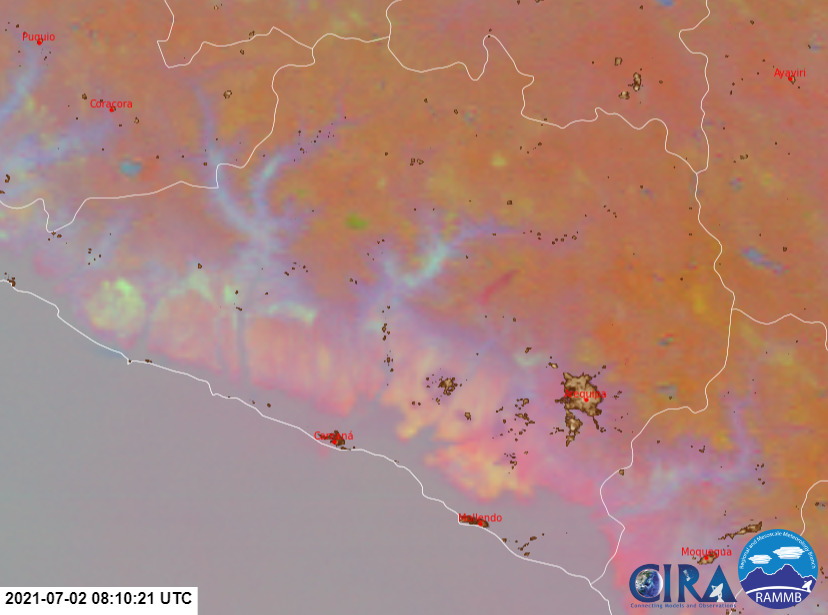 Puquio
Ayaviri
Coracora
Arequipa
Camaná
Mollendo
Moquegua
CIRA
Connecting Models and Observations
Regional and Mesoscale Meteorology Branch
RAMMB
2021-07-02 08:10:21 UTC